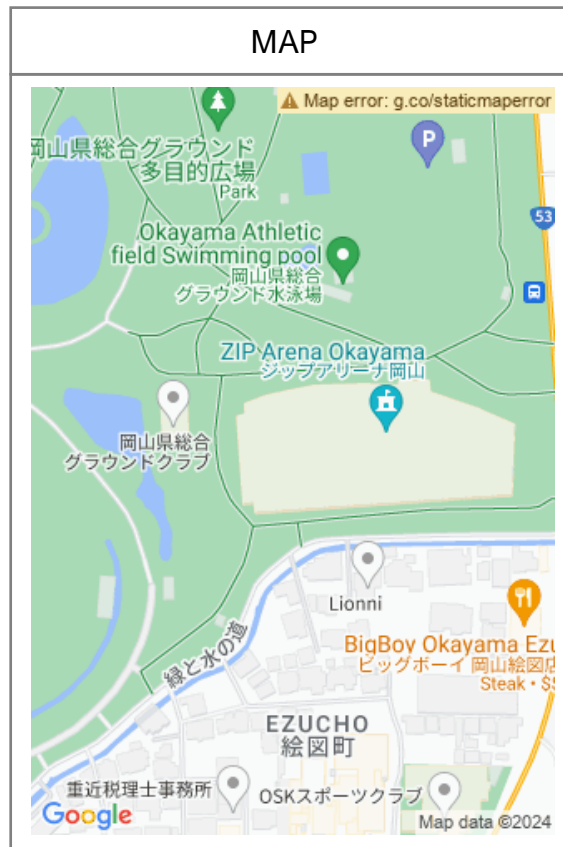 MAP
Map error: g.co/staticmaperror
岡山県総合グラウンド
多目的広場
Park
P
53
Okayama Athletic
field Swimming pool
岡山県総合
グラウンド水泳場
ZIP Arena Okayama
ジップアリーナ岡山
岡山県総合
グラウンドクラブ
Lionni
緑と水の道
BigBoy Okayama Ezu
ビッグボーイ 岡山絵図店
Steak • $$
EZUCHO
絵図町
重近税理士事務所
OSKスポーツクラブ
Google
Map data ©2024